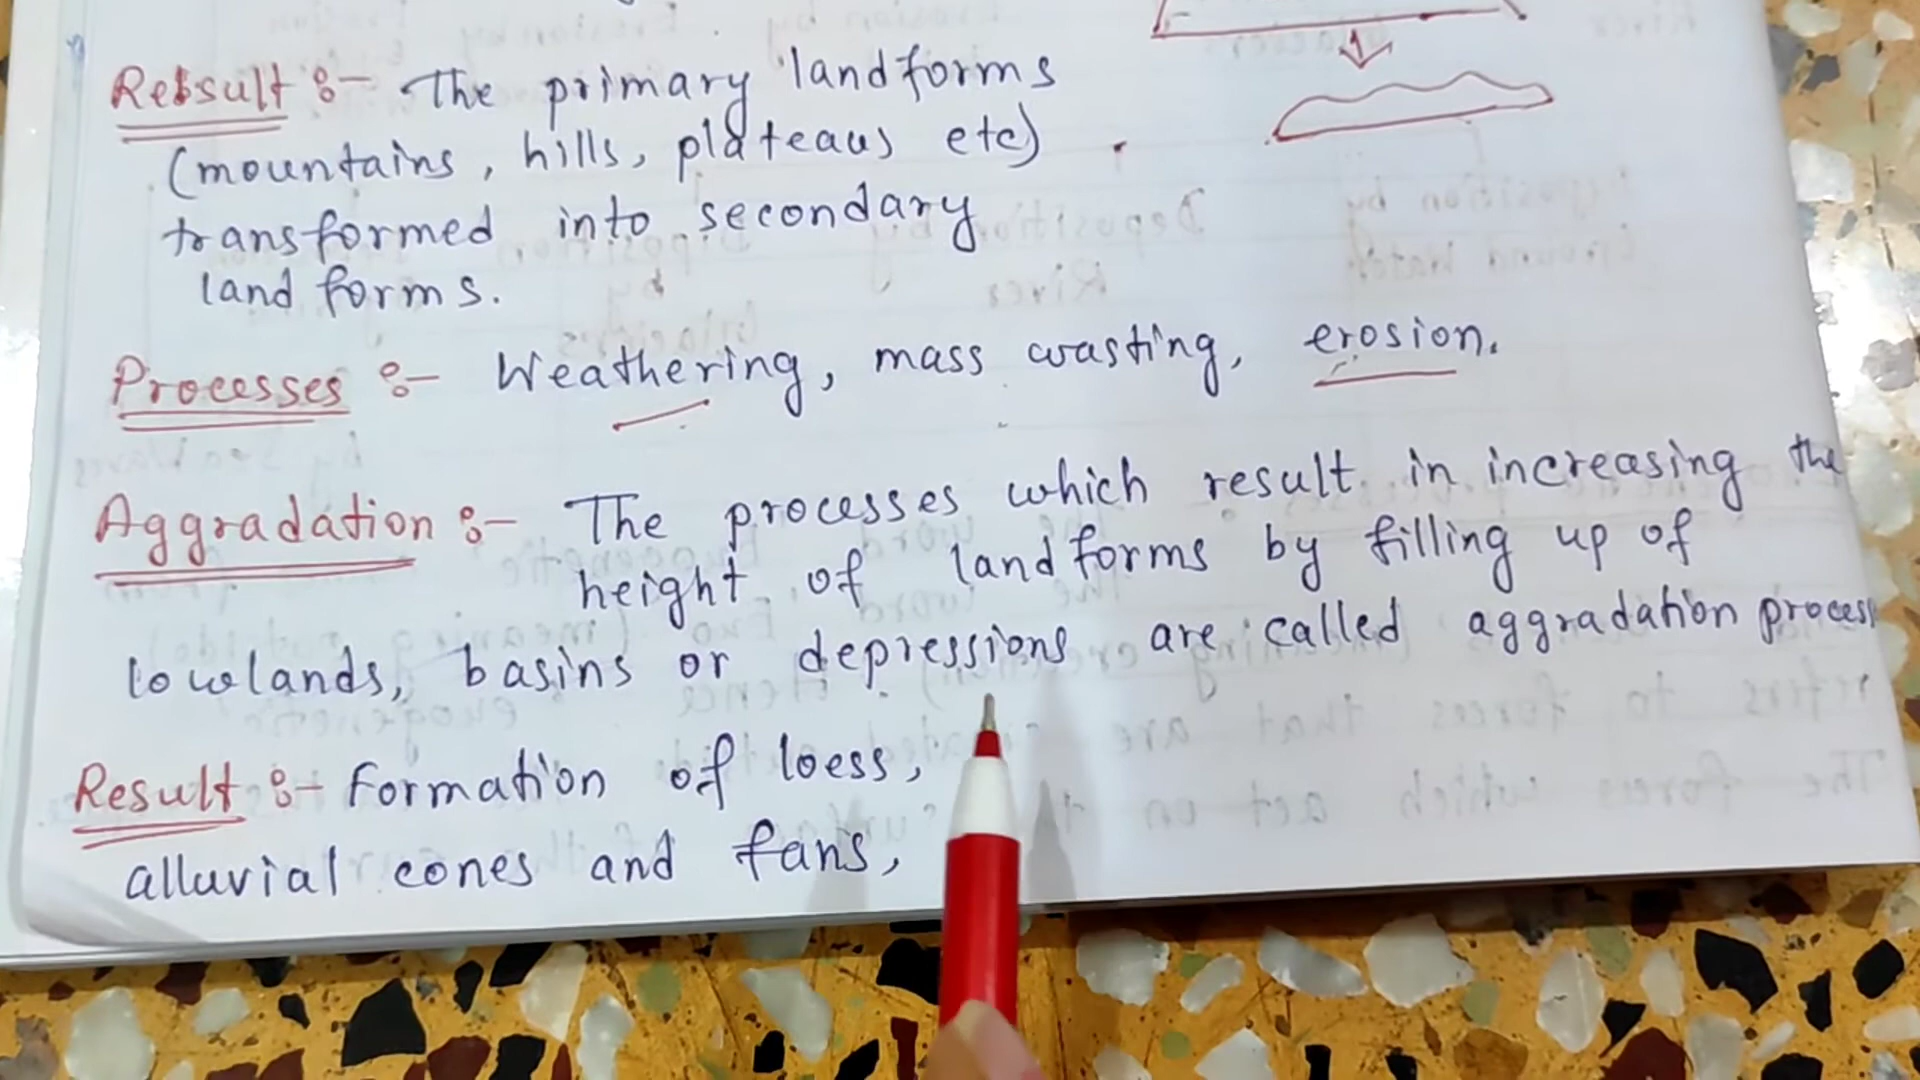 Result :- The primary landforms
(mountains, hills, plateaus etc)
transformed into secondary
land forms.
Processes :- Weathering, mass wasting, erosion.
Aggradation :- The processes which result in increasing the
height of landforms by filling up of
lowlands, basins or depressions are called aggradation process
Result :- Formation of loess,
alluvial cones and fans,